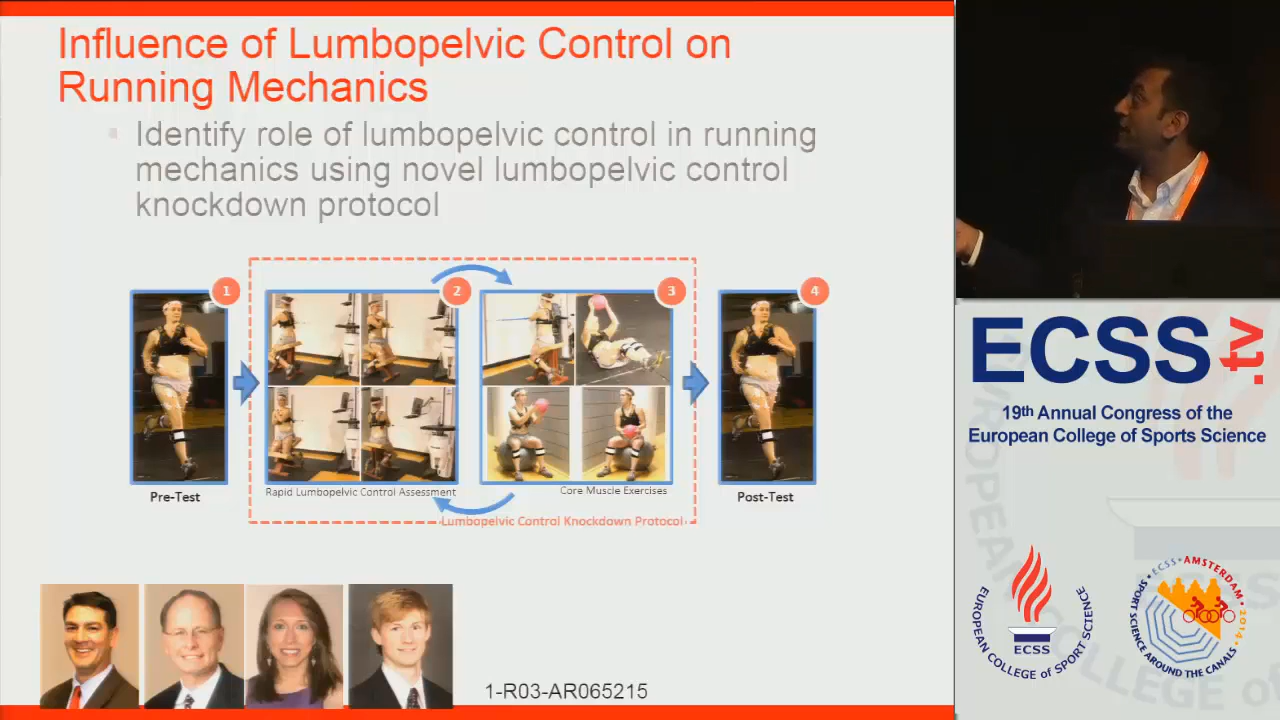 Influence of Lumbopelvic Control on
Running Mechanics
Identify role of lumbopelvic control in running
mechanics using novel lumbopelvic control
knockdown protocol
1
2
3
4
Pre-Test
Rapid Lumbopelvic Control Assessment
Core Muscle Exercises
Post-Test
Lumbopelvic Control Knockdown Protocol
1-R03-AR065215
ECSS.tv
19th Annual Congress of the
European College of Sports Science
EUROPEAN COLLEGE OF SPORT SCIENCE
ECSS
ECSS AMSTERDAM 2014
SPORT SCIENCE AROUND THE CANALS